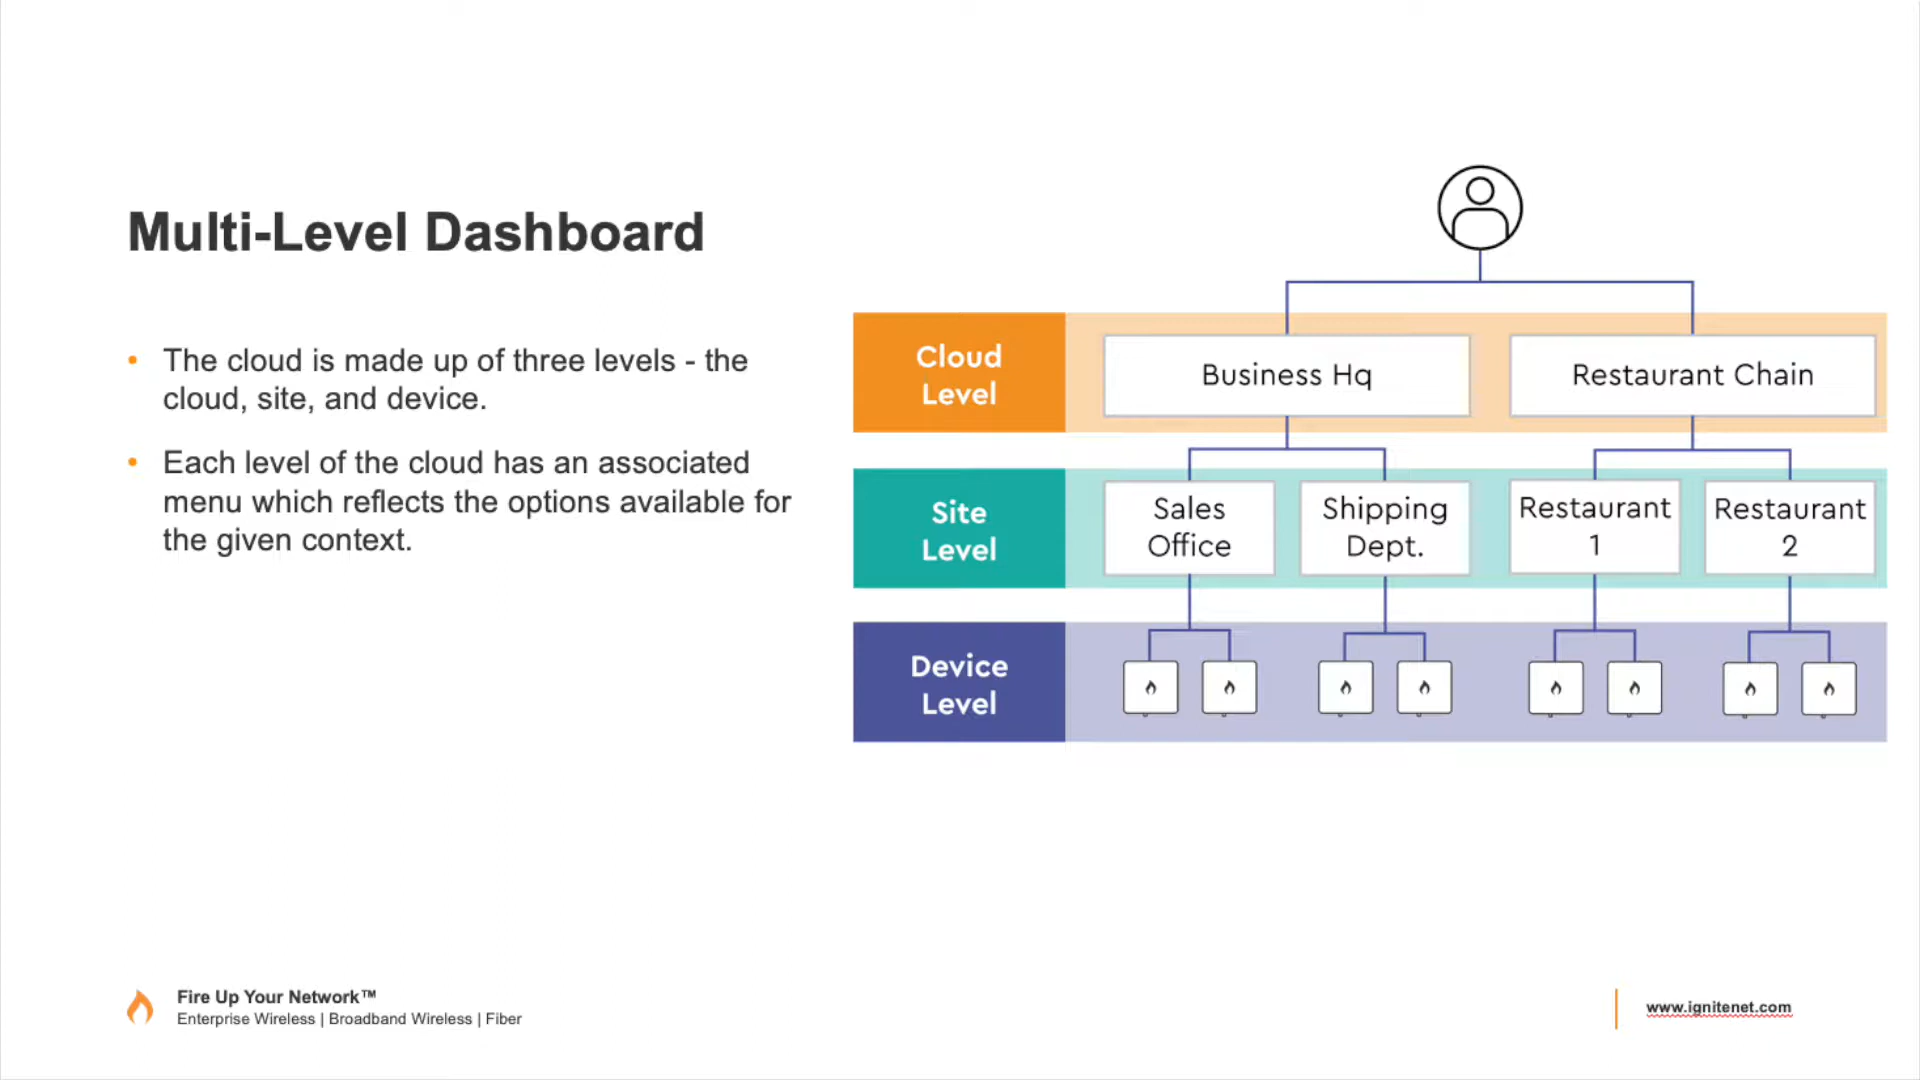 Multi-Level Dashboard
• The cloud is made up of three levels - the
cloud, site, and device.
• Each level of the cloud has an associated
menu which reflects the options available for
the given context.
Cloud
Level
Business Hq
Restaurant Chain
Site
Level
Sales
Office
Shipping
Dept.
Restaurant
1
Restaurant
2
Device
Level
Fire Up Your Network™
Enterprise Wireless | Broadband Wireless | Fiber
www.ignitenet.com